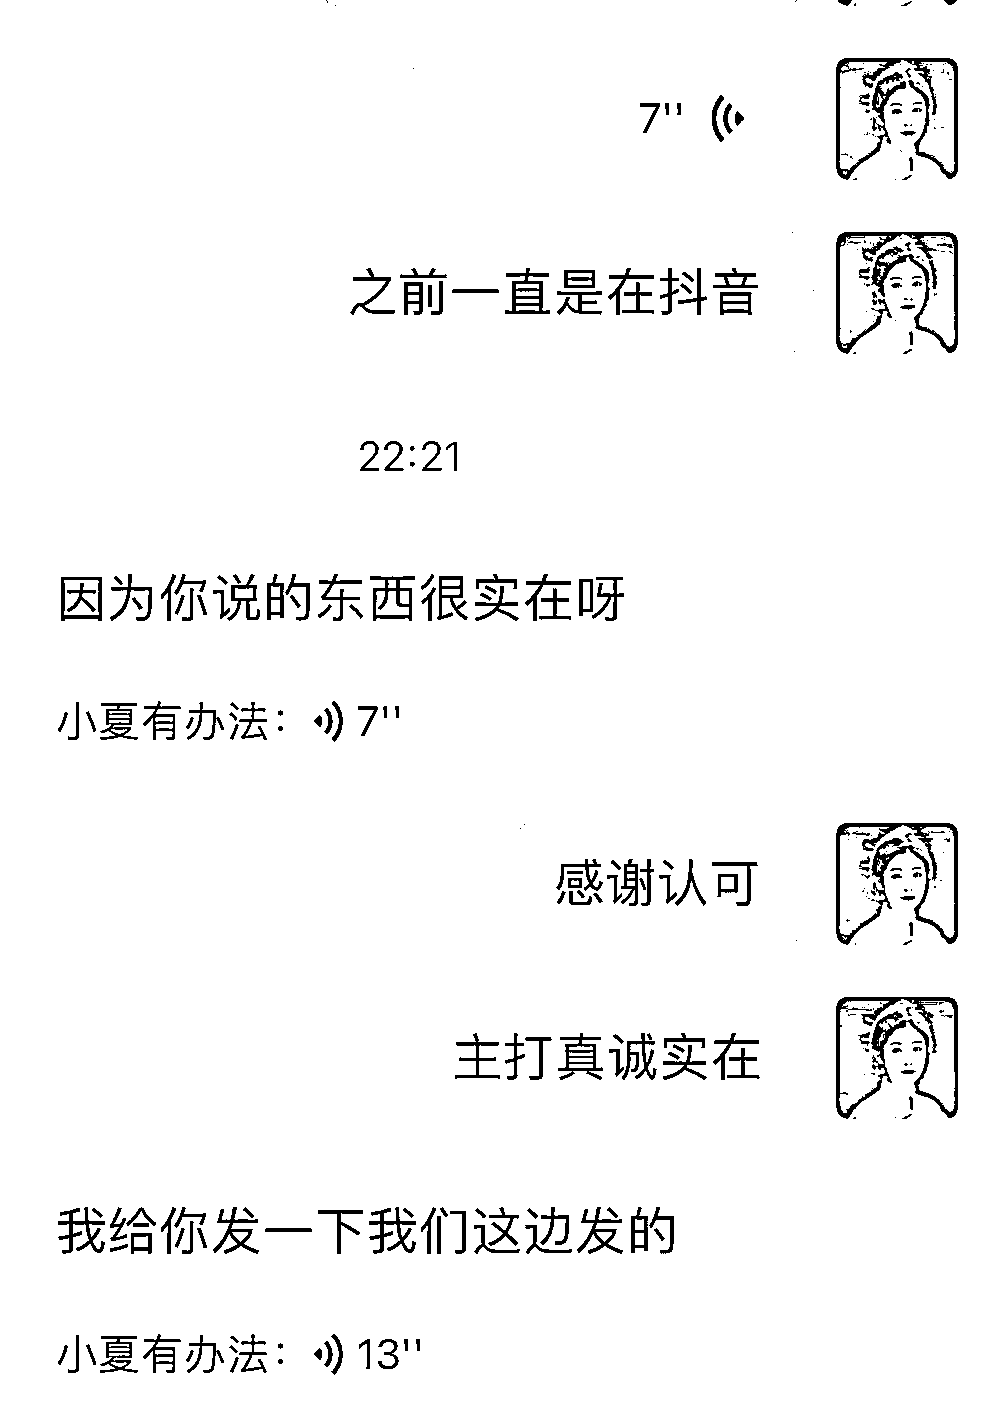 7''
之前一直是在抖音
22:21
因为你说的东西很实在呀
小夏有办法： 7''
感谢认可
主打真诚实在
我给你发一下我们这边发的
小夏有办法： 13''